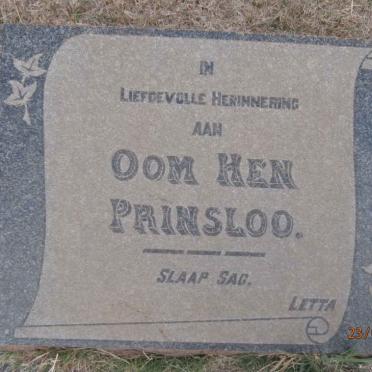 IN
LIEFDEVOLLE HERINNERING
AAN
OOM HEN
PRINSLOO.
SLAAP SAG.
LETTA
23/